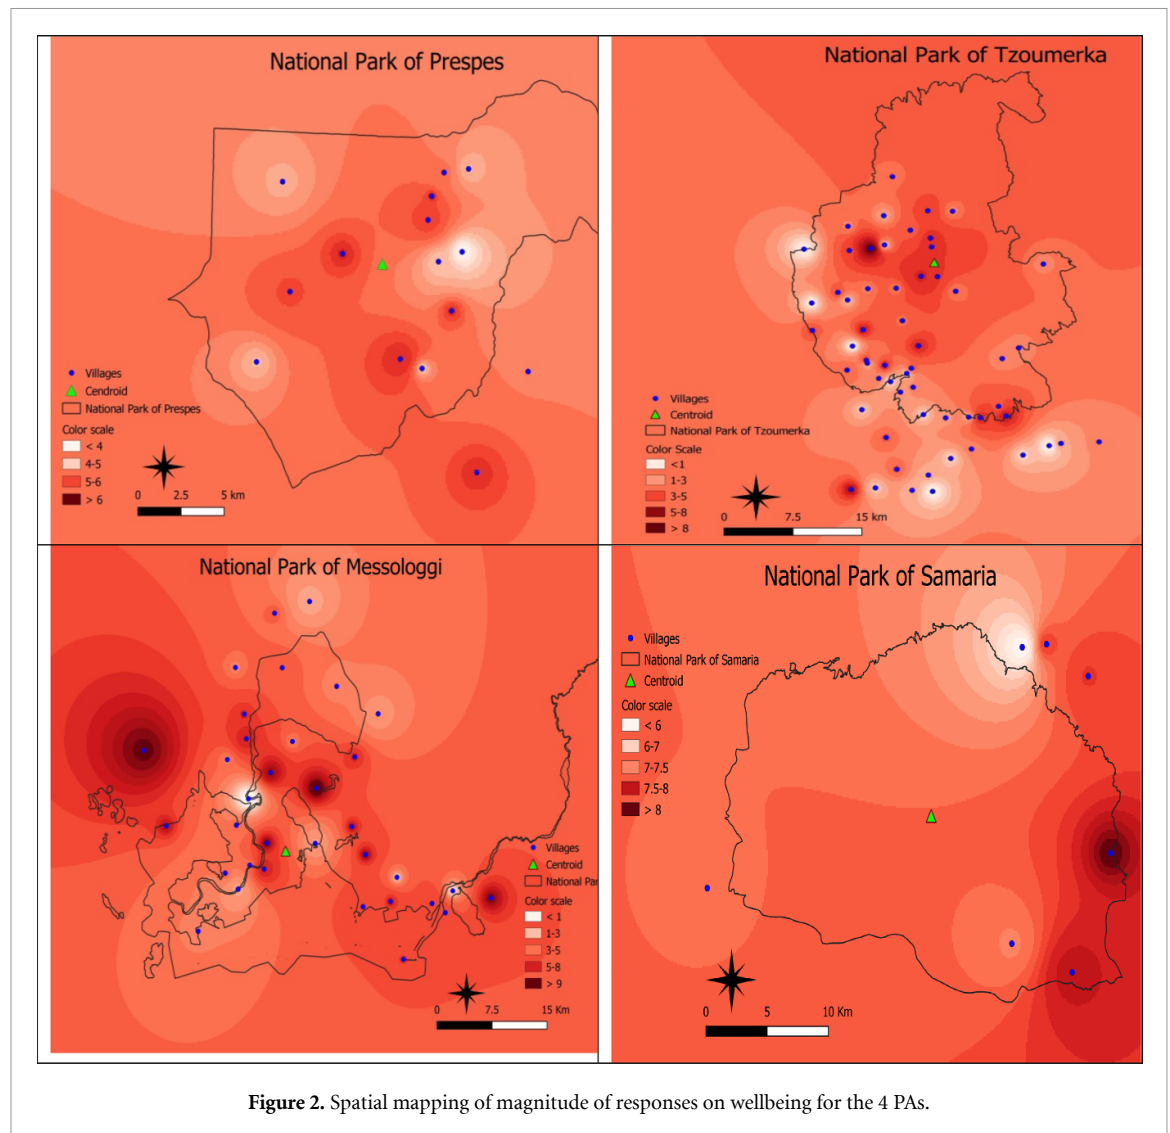 National Park of Prespes
Villages
Cendroid
National Park of Prespes
Color scale
< 4
4-5
5-6
> 6
0 2.5 5 km
National Park of Tzoumerka
Villages
Centroid
National Park of Tzoumerka
Color Scale
<1
1-3
3-5
5-8
> 8
0 7.5 15 km
National Park of Messologgi
Villages
Centroid
National Par
Color scale
< 1
1-3
3-5
5-8
> 9
0 7.5 15 Km
National Park of Samaria
Villages
National Park of Samaria
Centroid
Color scale
< 6
6-7
7-7.5
7.5-8
> 8
0 5 10 Km
Figure 2. Spatial mapping of magnitude of responses on wellbeing for the 4 PAs.